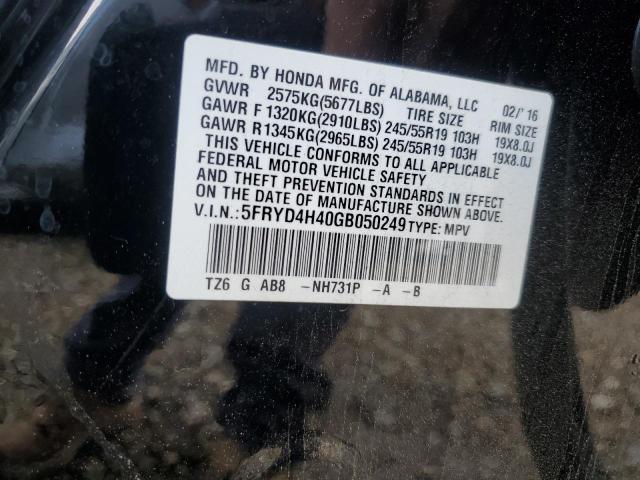 MFD. BY HONDA MFG. OF ALABAMA, LLC 02/'16
GVWR 2575KG(5677LBS) TIRE SIZE RIM SIZE
GAWR F 1320KG(2910LBS) 245/55R19 103H 19X8.0J
GAWR R 1345KG(2965LBS) 245/55R19 103H 19X8.0J
THIS VEHICLE CONFORMS TO ALL APPLICABLE
FEDERAL MOTOR VEHICLE SAFETY
AND THEFT PREVENTION STANDARDS IN EFFECT
ON THE DATE OF MANUFACTURE SHOWN ABOVE.
V.I.N.:5FRYD4H40GB050249 TYPE: MPV
TZ6 G AB8 -NH731P -A -B